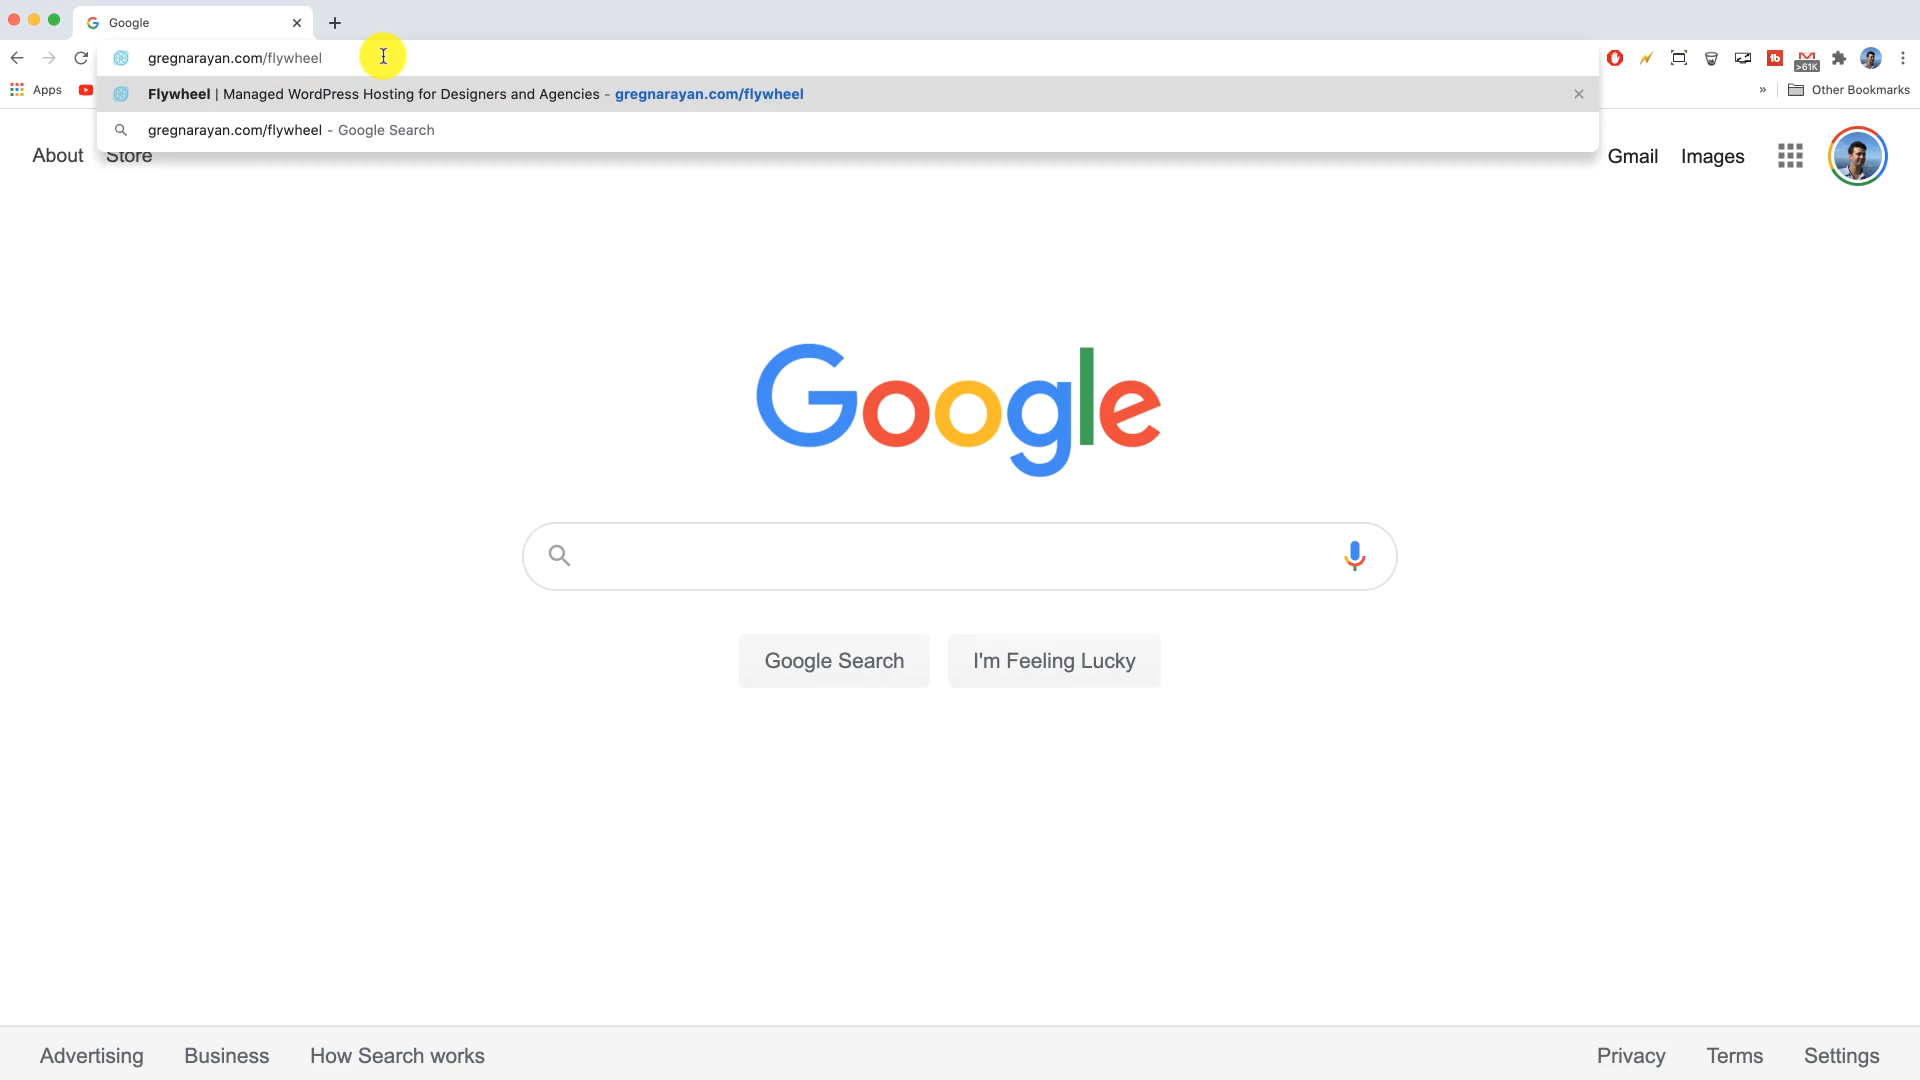 Google
gregnarayan.com/flywheel
Flywheel | Managed WordPress Hosting for Designers and Agencies - gregnarayan.com/flywheel
gregnarayan.com/flywheel - Google Search
>61K
Apps
» Other Bookmarks
About Store
Gmail Images
Google
Google Search I'm Feeling Lucky
Advertising Business How Search works
Privacy Terms Settings